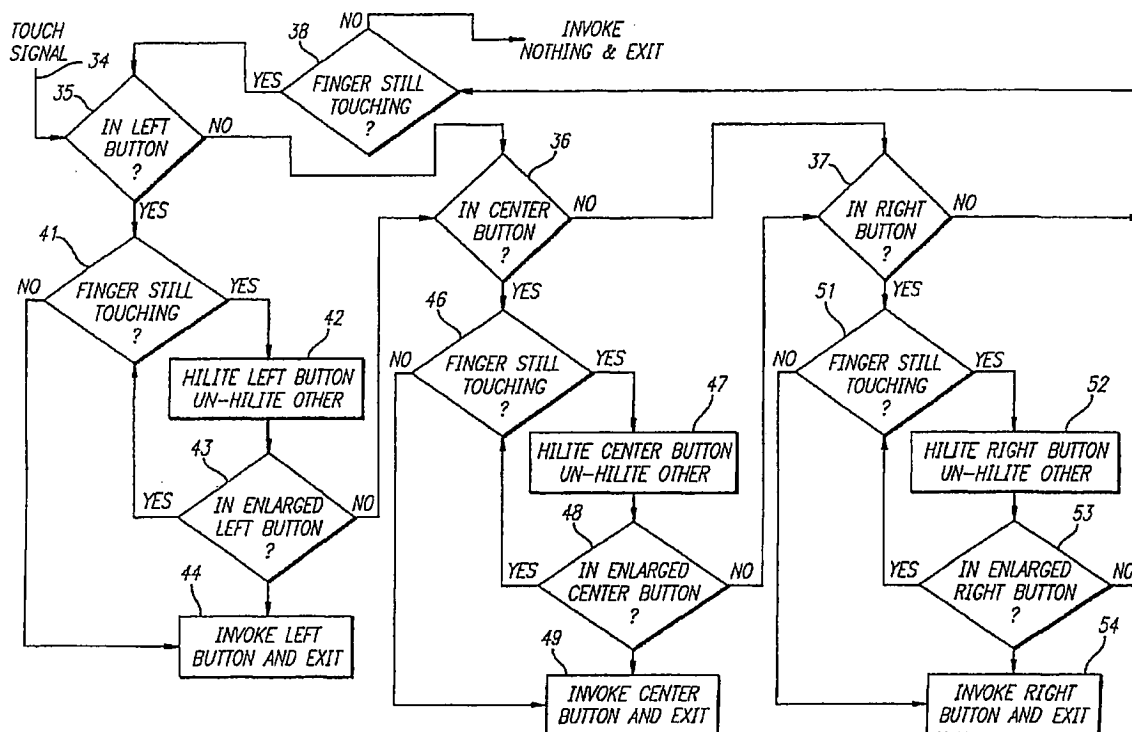 TOUCH
SIGNAL
34
35
IN LEFT
BUTTON
?
NO
YES
NO
38
FINGER STILL
TOUCHING
?
YES
INVOKE
NOTHING & EXIT
36
IN CENTER
BUTTON
?
NO
YES
37
IN RIGHT
BUTTON
?
NO
YES
41
FINGER STILL
TOUCHING
?
NO
YES
42
HILITE LEFT BUTTON
UN-HILITE OTHER
43
IN ENLARGED
LEFT BUTTON
?
YES
NO
44
INVOKE LEFT
BUTTON AND EXIT
46
FINGER STILL
TOUCHING
?
NO
YES
47
HILITE CENTER BUTTON
UN-HILITE OTHER
48
IN ENLARGED
CENTER BUTTON
?
YES
NO
49
INVOKE CENTER
BUTTON AND EXIT
51
FINGER STILL
TOUCHING
?
NO
YES
52
HILITE RIGHT BUTTON
UN-HILITE OTHER
53
IN ENLARGED
RIGHT BUTTON
?
YES
NO
54
INVOKE RIGHT
BUTTON AND EXIT